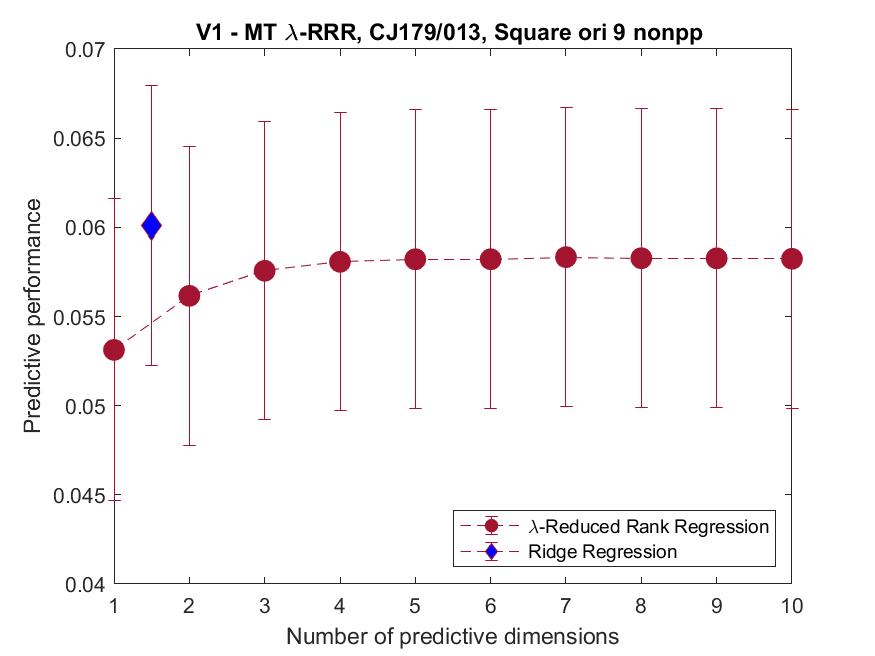 V1 - MT λ-RRR, CJ179/013, Square ori 9 nonpp
0.07
0.065
0.06
0.055
0.05
0.045
0.04
Predictive performance
1 2 3 4 5 6 7 8 9 10
Number of predictive dimensions
λ-Reduced Rank Regression
Ridge Regression